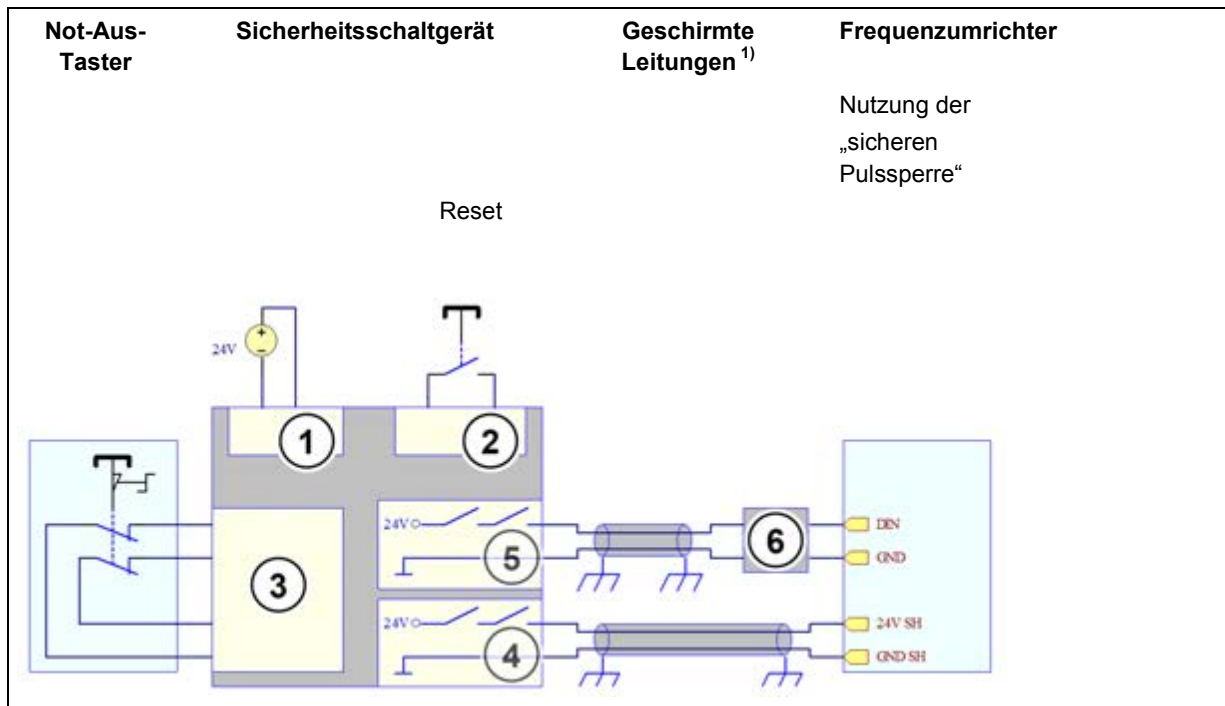 Not-Aus-
Taster
Sicherheitsschaltgerät
Geschirmte
Leitungen 1)
Frequenzumrichter
Nutzung der
„sicheren
Pulssperre“
Reset
24V
+
–
1
2
3
24V
5
24V
4
6
DIN
GND
24V SH
GND SH